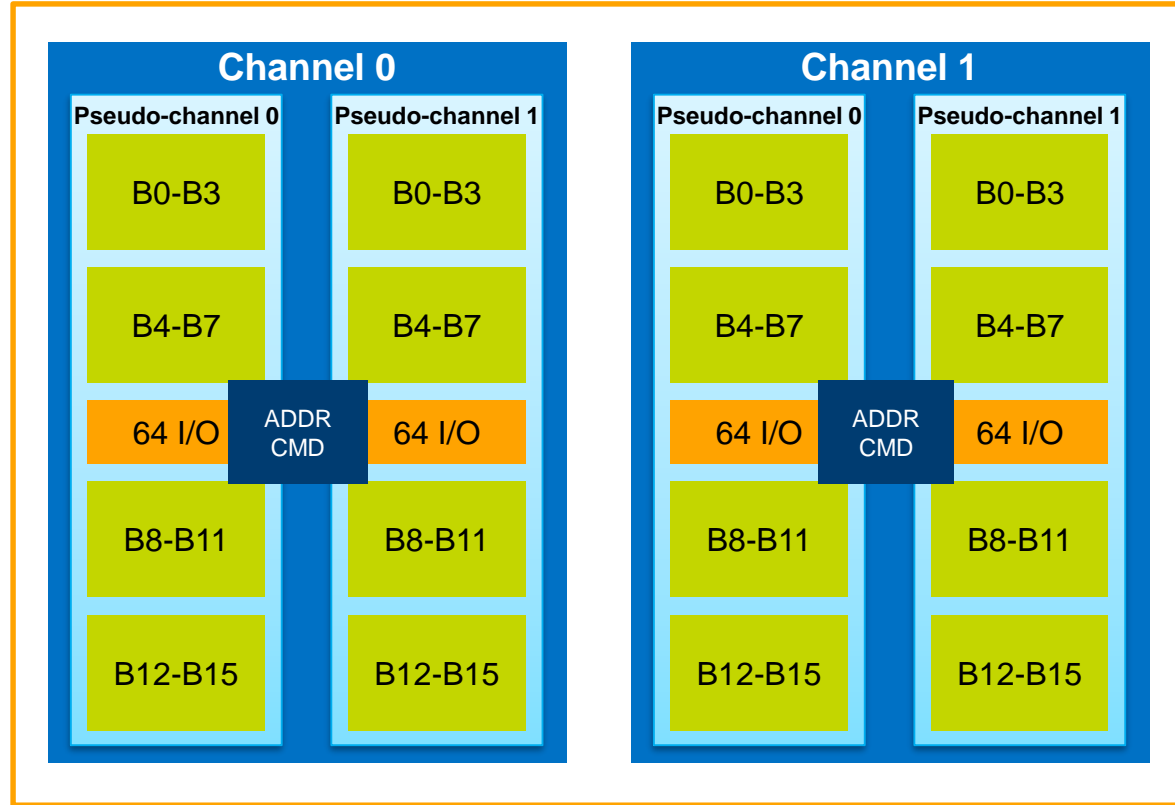 Channel 0
Pseudo-channel 0
Pseudo-channel 1
B0-B3
B0-B3
B4-B7
B4-B7
64 I/O
ADDR
CMD
64 I/O
B8-B11
B8-B11
B12-B15
B12-B15
Channel 1
Pseudo-channel 0
Pseudo-channel 1
B0-B3
B0-B3
B4-B7
B4-B7
64 I/O
ADDR
CMD
64 I/O
B8-B11
B8-B11
B12-B15
B12-B15